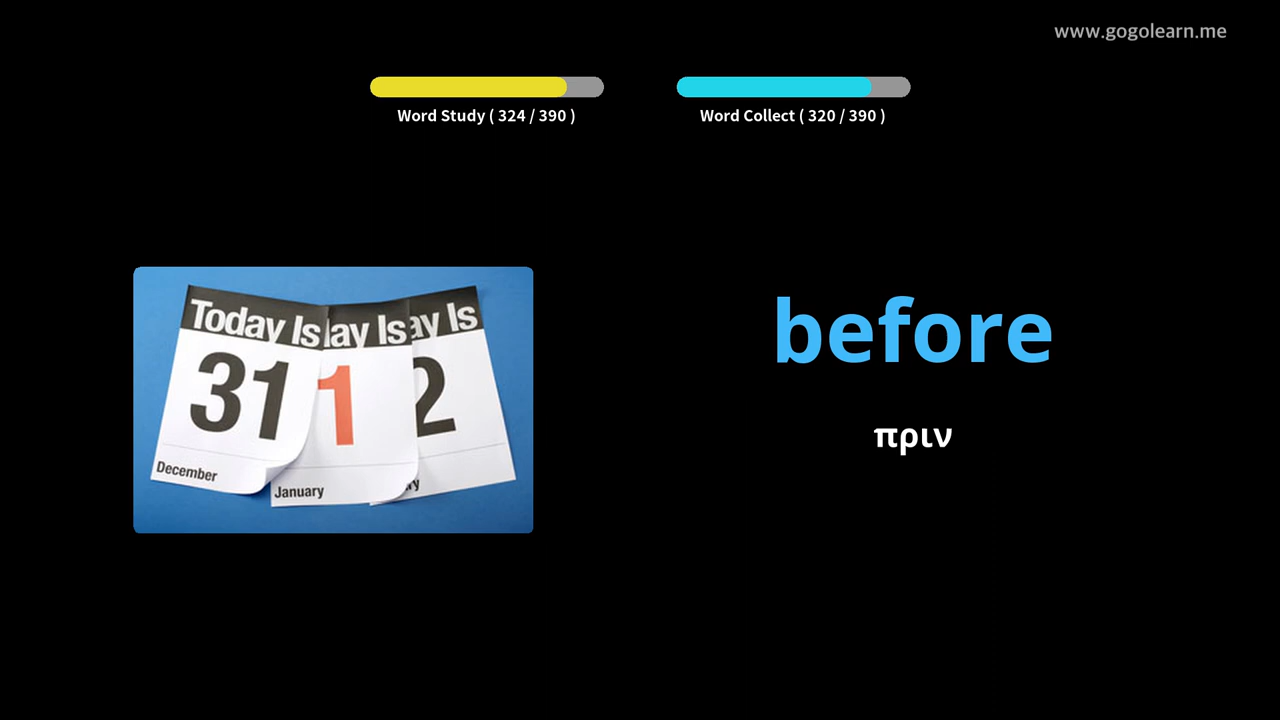 www.gogolearn.me
Word Study ( 324 / 390 )
Word Collect ( 320 / 390 )
Today Is
31
December
ay Is
1
January
ay Is
2
ry
before
πριν